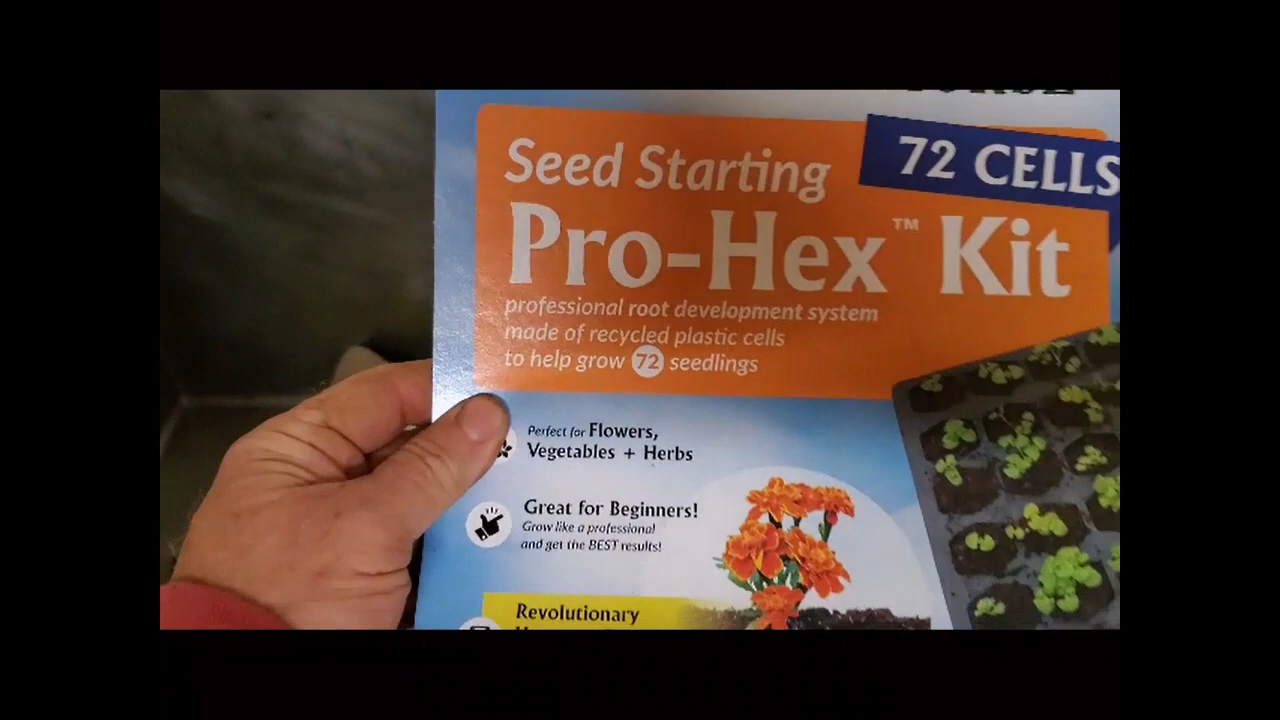 72 CELLS
Seed Starting
Pro-Hex™ Kit
professional root development system
made of recycled plastic cells
to help grow 72 seedlings
Perfect for Flowers,
Vegetables + Herbs
Great for Beginners!
Grow like a professional
and get the BEST results!
Revolutionary